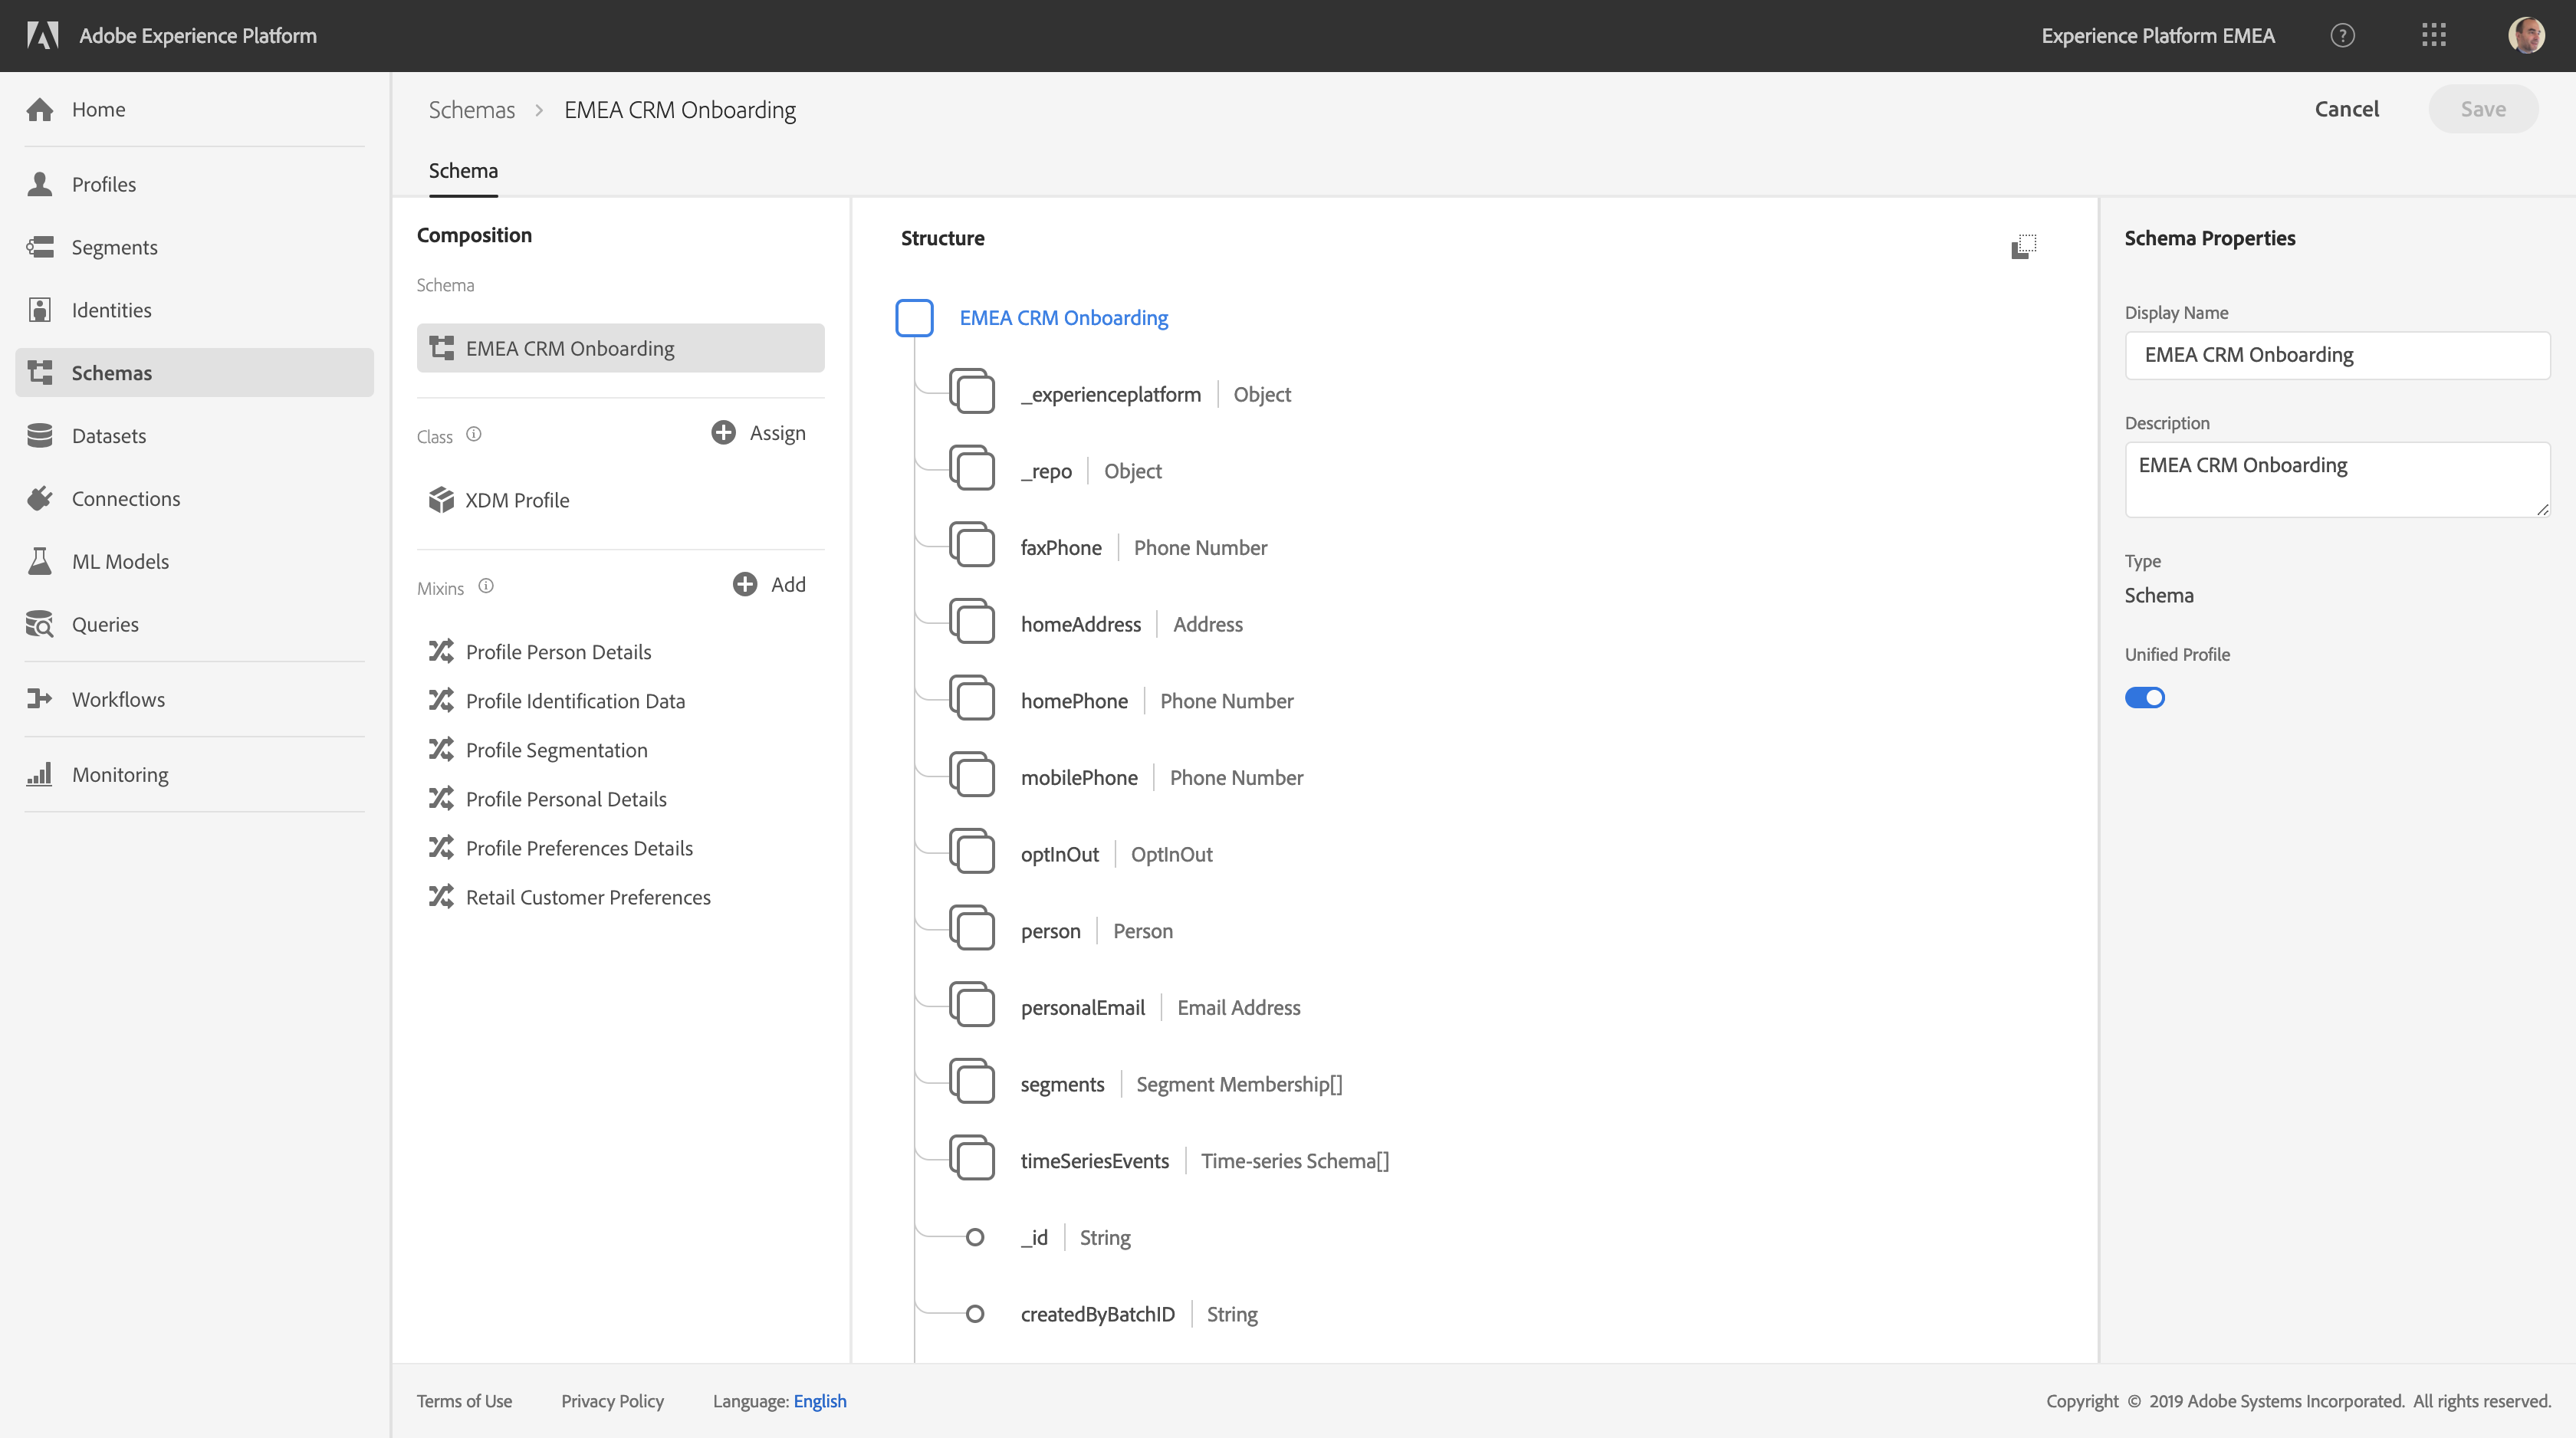 Adobe Experience Platform
Experience Platform EMEA
?
Home
Profiles
Segments
Identities
Schemas
Datasets
Connections
ML Models
Queries
Workflows
Monitoring
Schemas > EMEA CRM Onboarding
Cancel
Save
Schema
Composition
Schema
EMEA CRM Onboarding
Class
Assign
XDM Profile
Mixins
Add
Profile Person Details
Profile Identification Data
Profile Segmentation
Profile Personal Details
Profile Preferences Details
Retail Customer Preferences
Structure
EMEA CRM Onboarding
_experienceplatform | Object
_repo | Object
faxPhone | Phone Number
homeAddress | Address
homePhone | Phone Number
mobilePhone | Phone Number
optInOut | OptInOut
person | Person
personalEmail | Email Address
segments | Segment Membership[]
timeSeriesEvents | Time-series Schema[]
_id | String
createdByBatchID | String
Schema Properties
Display Name
EMEA CRM Onboarding
Description
EMEA CRM Onboarding
Type
Schema
Unified Profile
Terms of Use
Privacy Policy
Language: English
Copyright © 2019 Adobe Systems Incorporated. All rights reserved.